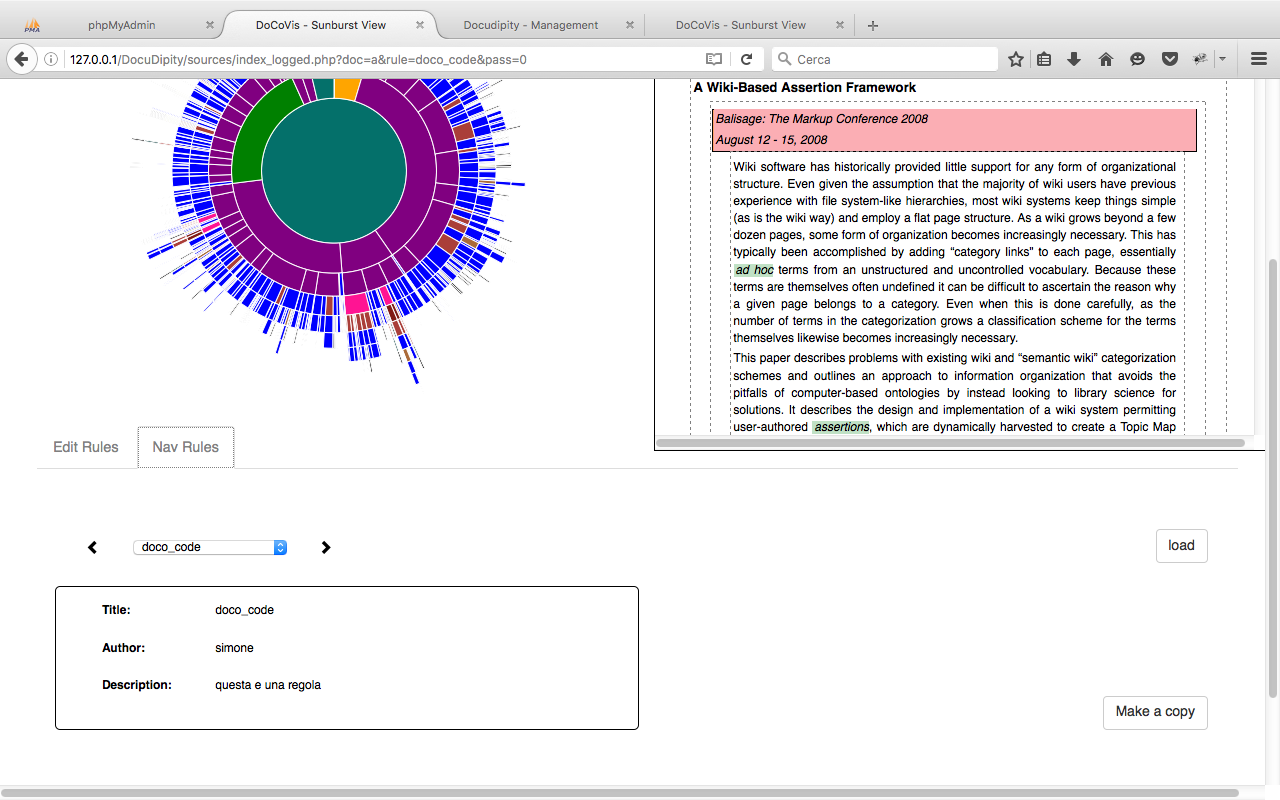 phpMyAdmin
DoCoVis - Sunburst View
Docudipity - Management
DoCoVis - Sunburst View
127.0.0.1/DocuDipity/sources/index_logged.php?doc=a&rule=doco_code&pass=0
Cerca
A Wiki-Based Assertion Framework
Balisage: The Markup Conference 2008
August 12 - 15, 2008
Wiki software has historically provided little support for any form of organizational
structure. Even given the assumption that the majority of wiki users have previous
experience with file system-like hierarchies, most wiki systems keep things simple
(as is the wiki way) and employ a flat page structure. As a wiki grows beyond a few
dozen pages, some form of organization becomes increasingly necessary. This has
typically been accomplished by adding “category links” to each page, essentially
ad hoc terms from an unstructured and uncontrolled vocabulary. Because these
terms are themselves often undefined it can be difficult to ascertain the reason why
a given page belongs to a category. Even when this is done carefully, as the
number of terms in the categorization grows a classification scheme for the terms
themselves likewise becomes increasingly necessary.
This paper describes problems with existing wiki and “semantic wiki” categorization
schemes and outlines an approach to information organization that avoids the
pitfalls of computer-based ontologies by instead looking to library science for
solutions. It describes the design and implementation of a wiki system permitting
user-authored assertions, which are dynamically harvested to create a Topic Map
Edit Rules
Nav Rules
doco_code
load
Title: doco_code
Author: simone
Description: questa e una regola
Make a copy